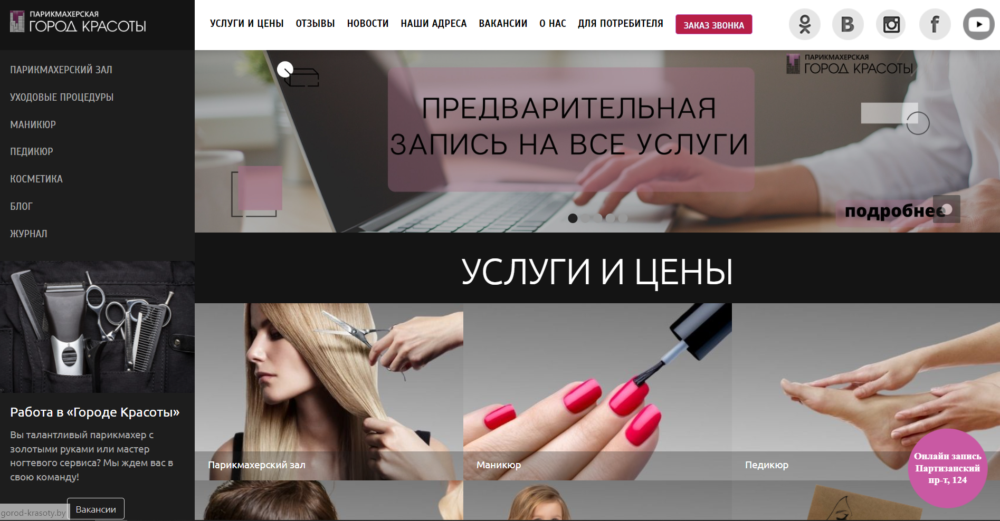 ПАРИКМАХЕРСКАЯ
ГОРОД КРАСОТЫ
УСЛУГИ И ЦЕНЫ
ОТЗЫВЫ
НОВОСТИ
НАШИ АДРЕСА
ВАКАНСИИ
О НАС
ДЛЯ ПОТРЕБИТЕЛЯ
ЗАКАЗ ЗВОНКА
ПАРИКМАХЕРСКИЙ ЗАЛ
УХОДОВЫЕ ПРОЦЕДУРЫ
МАНИКЮР
ПЕДИКЮР
КОСМЕТИКА
БЛОГ
ЖУРНАЛ
ПАРИКМАХЕРСКАЯ
ГОРОД КРАСОТЫ
ПРЕДВАРИТЕЛЬНАЯ
ЗАПИСЬ НА ВСЕ УСЛУГИ
подробнее
УСЛУГИ И ЦЕНЫ
Парикмахерский зал
Маникюр
Педикюр
Работа в «Городе Красоты»
Вы талантливый парикмахер с
золотыми руками или мастер
ногтевого сервиса? Мы ждем вас в
свою команду!
Вакансии
gorod-krasoty.by
Онлайн запись
Партизанский
пр-т, 124